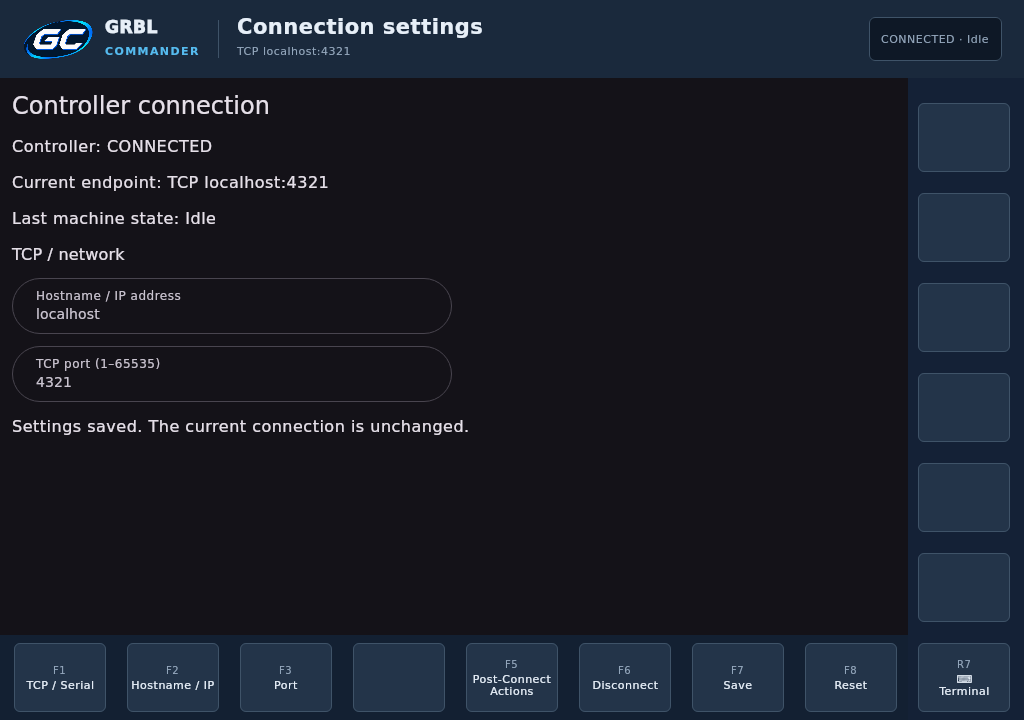 GC
GRBL
COMMANDER
Connection settings
TCP localhost:4321
CONNECTED · Idle
Controller connection
Controller: CONNECTED
Current endpoint: TCP localhost:4321
Last machine state: Idle
TCP / network
Hostname / IP address
localhost
TCP port (1–65535)
4321
Settings saved. The current connection is unchanged.
F1
TCP / Serial
F2
Hostname / IP
F3
Port
F5
Post-Connect
Actions
F6
Disconnect
F7
Save
F8
Reset
R7
⌨
Terminal